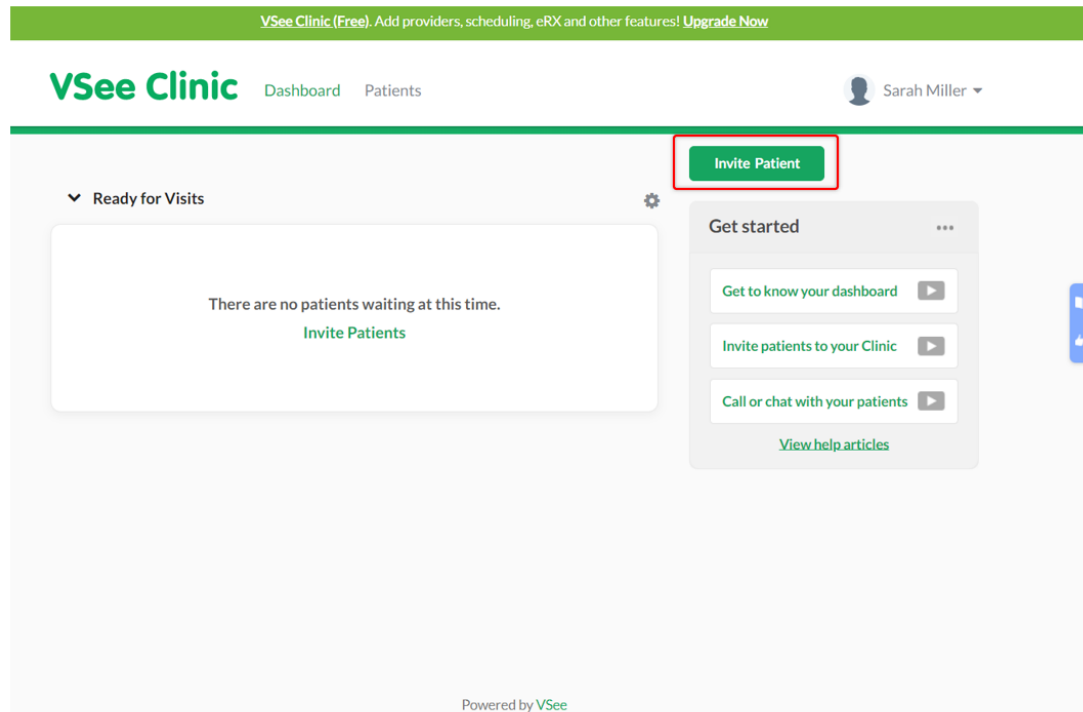 VSee Clinic (Free). Add providers, scheduling, eRX and other features! Upgrade Now
VSee Clinic
Dashboard
Patients
Sarah Miller
Invite Patient
Ready for Visits
There are no patients waiting at this time.
Invite Patients
Get started
Get to know your dashboard
Invite patients to your Clinic
Call or chat with your patients
View help articles
Powered by VSee